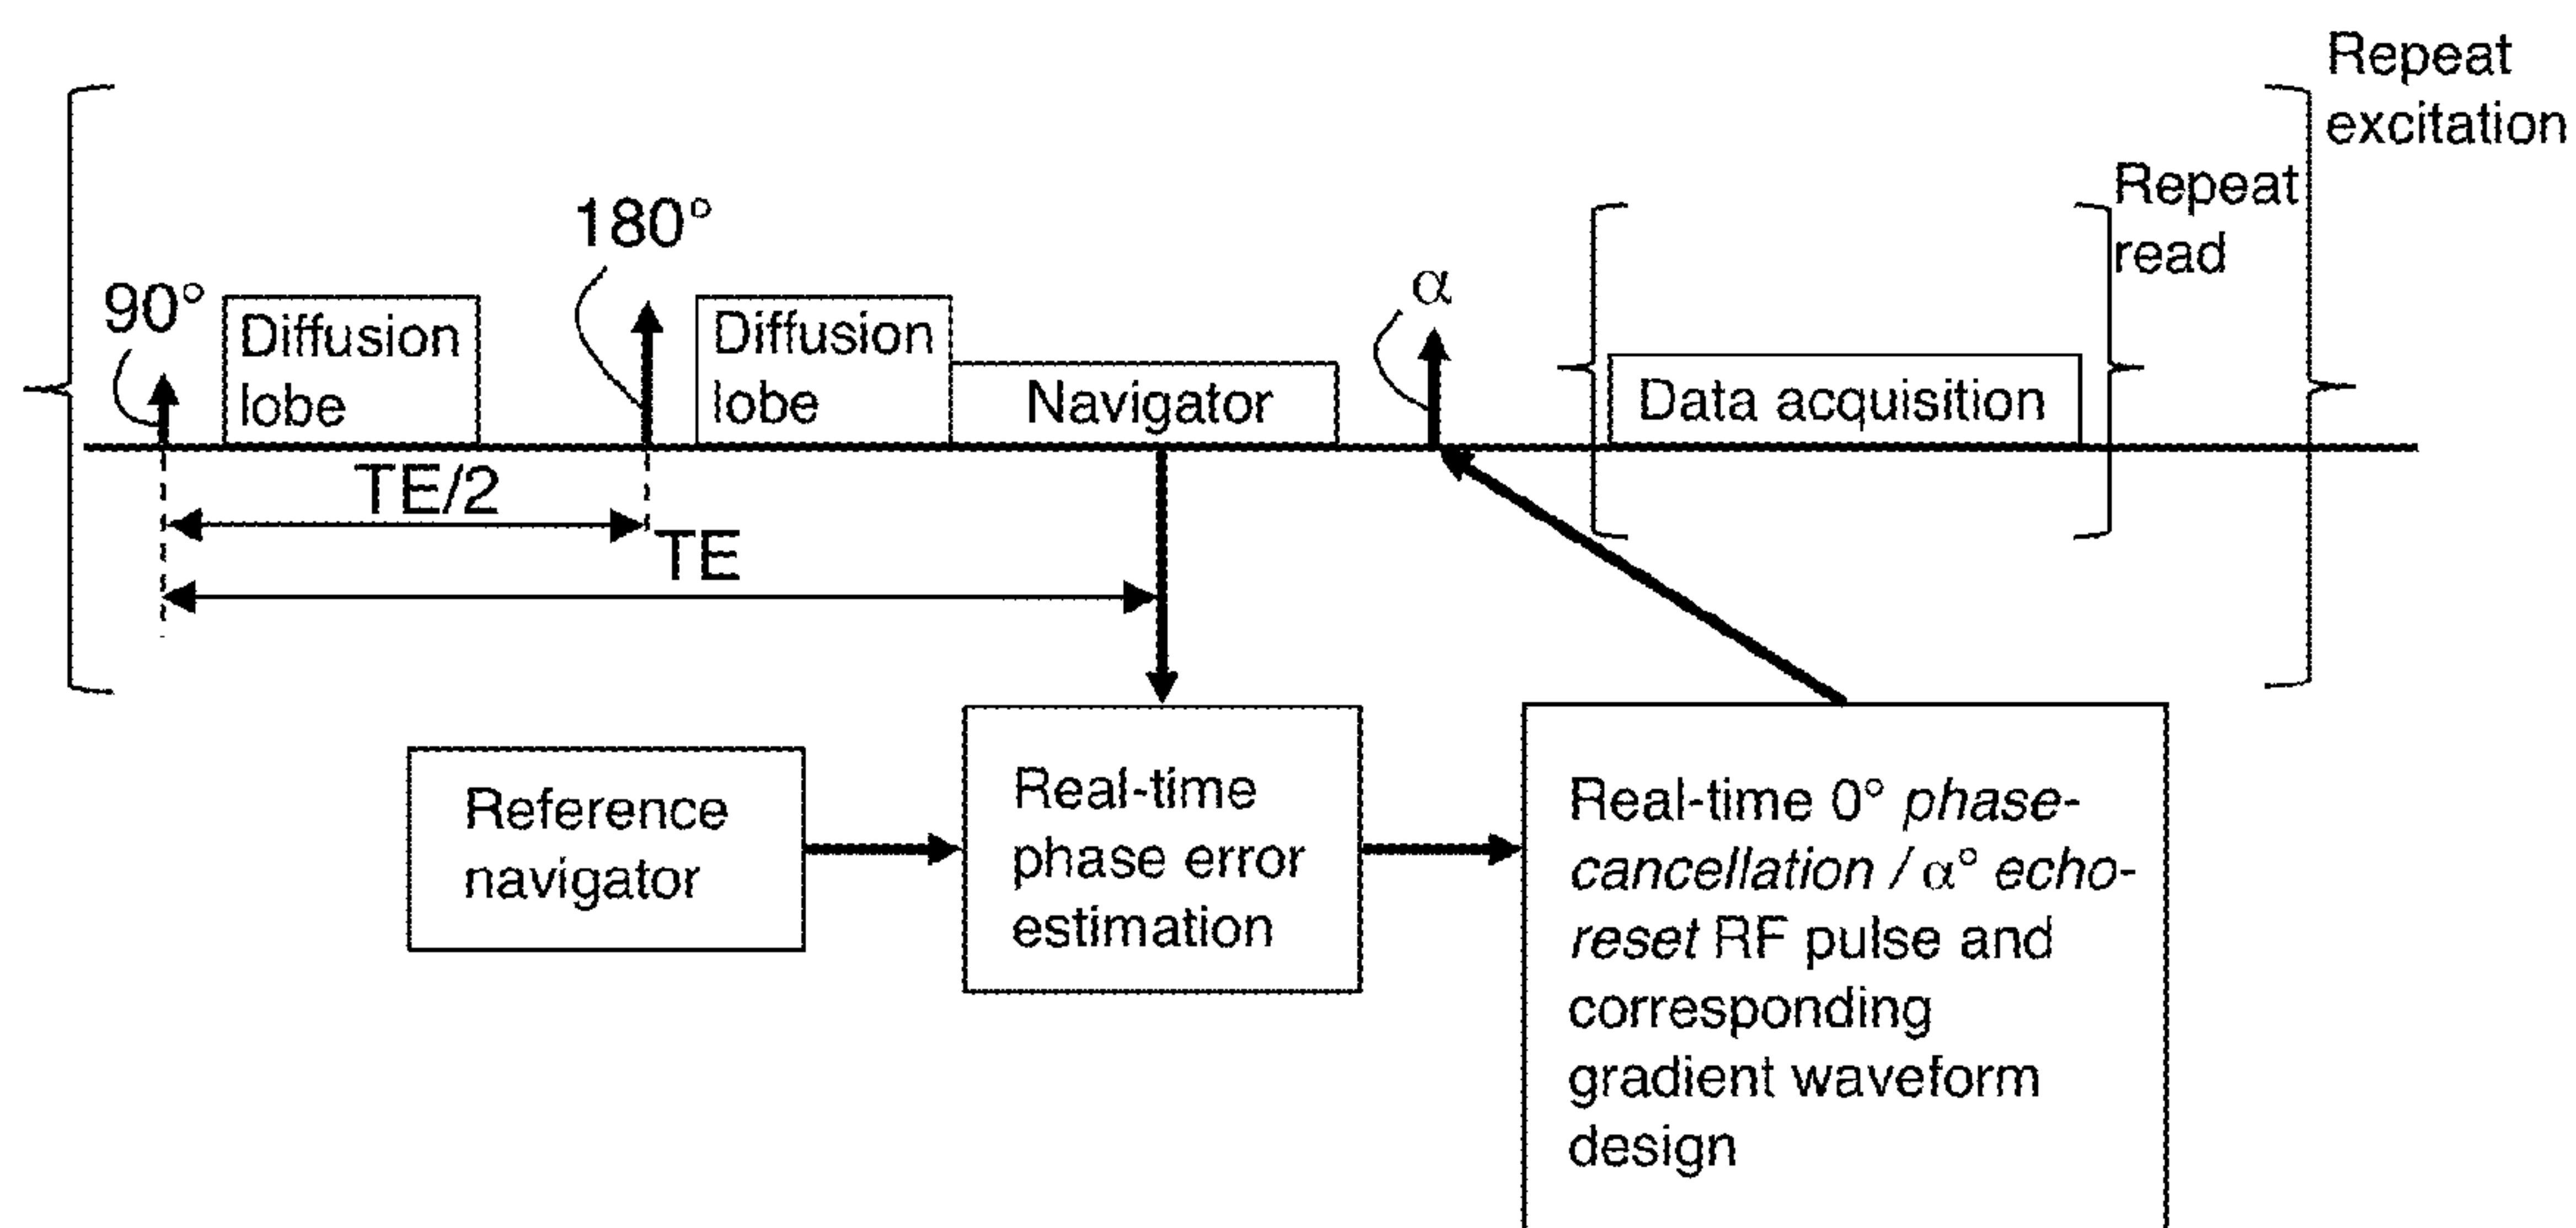 Repeat
excitation
Repeat
read
180°
90°
α
Diffusion
lobe
Diffusion
lobe
Navigator
Data acquisition
TE/2
TE
Reference
navigator
Real-time
phase error
estimation
Real-time 0° phase-
cancellation / α° echo-
reset RF pulse and
corresponding
gradient waveform
design